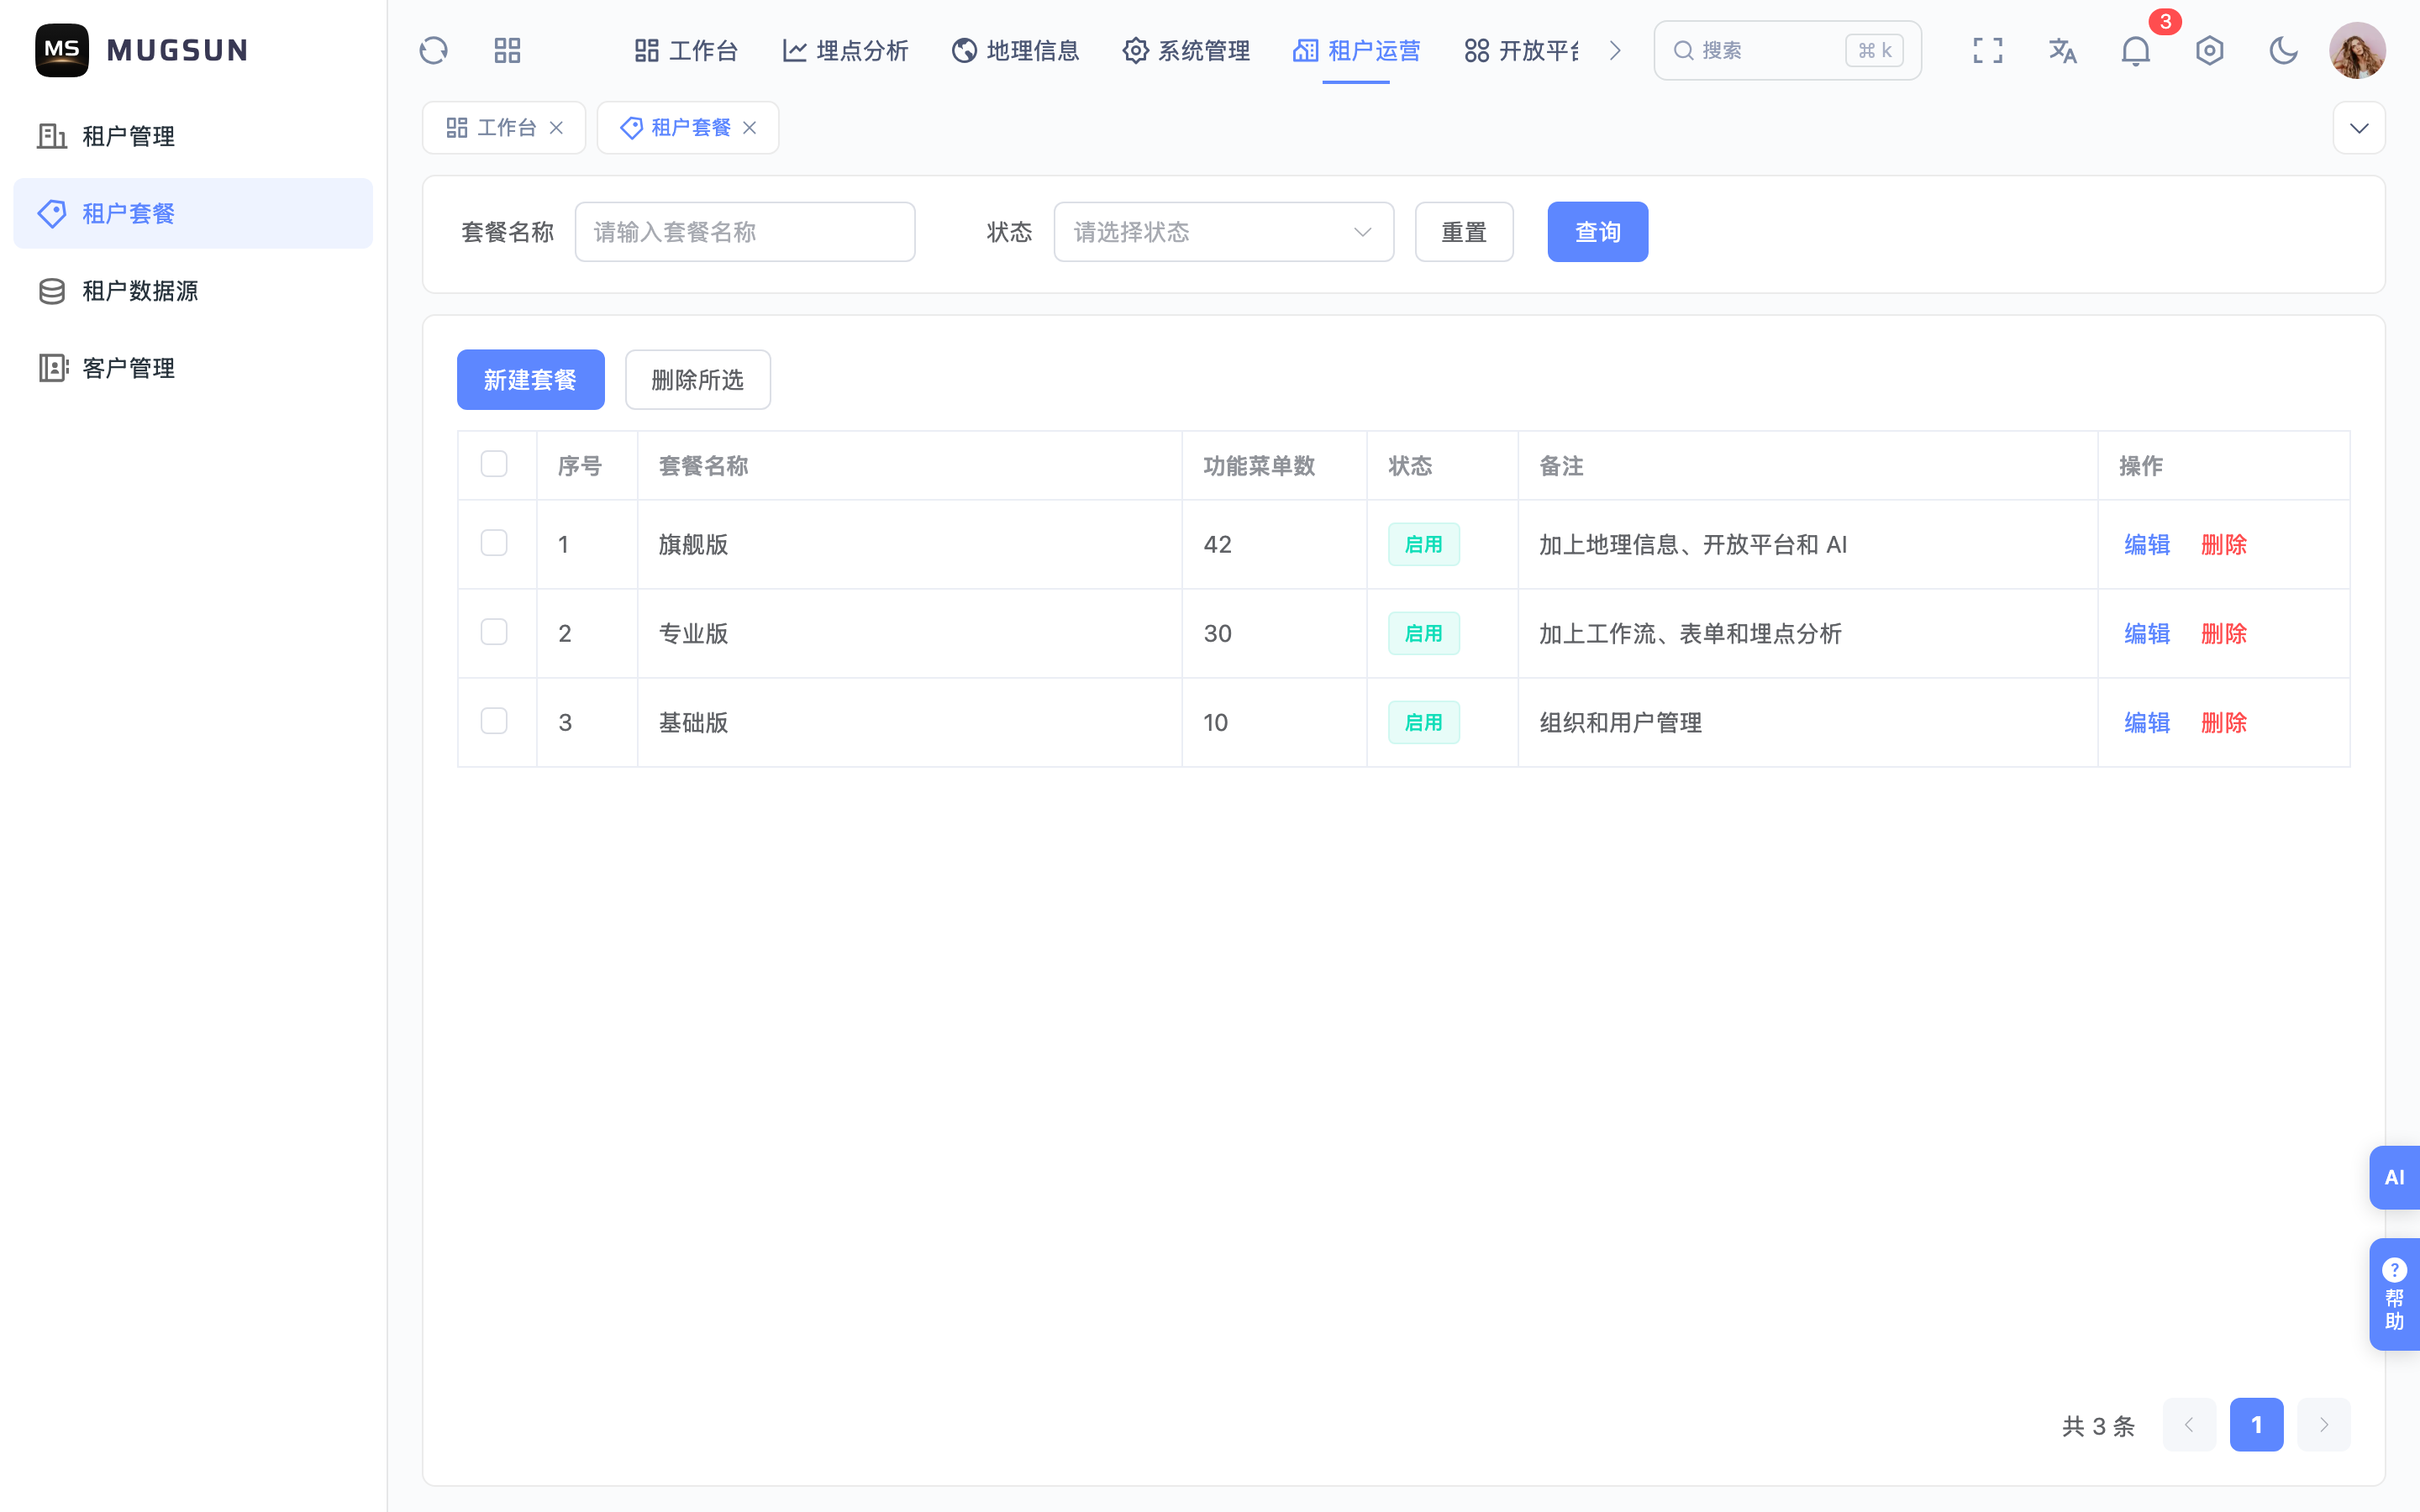 MS MUGSUN
工作台 埋点分析 地理信息 系统管理 租户运营 开放平台
搜索 ⌘ k
3
租户管理
租户套餐
租户数据源
客户管理
工作台 租户套餐
套餐名称 请输入套餐名称 状态 请选择状态 重置 查询
新建套餐 删除所选
序号 套餐名称 功能菜单数 状态 备注 操作
1 旗舰版 42 启用 加上地理信息、开放平台和 AI 编辑 删除
2 专业版 30 启用 加上工作流、表单和埋点分析 编辑 删除
3 基础版 10 启用 组织和用户管理 编辑 删除
AI
? 帮助
共 3 条 1